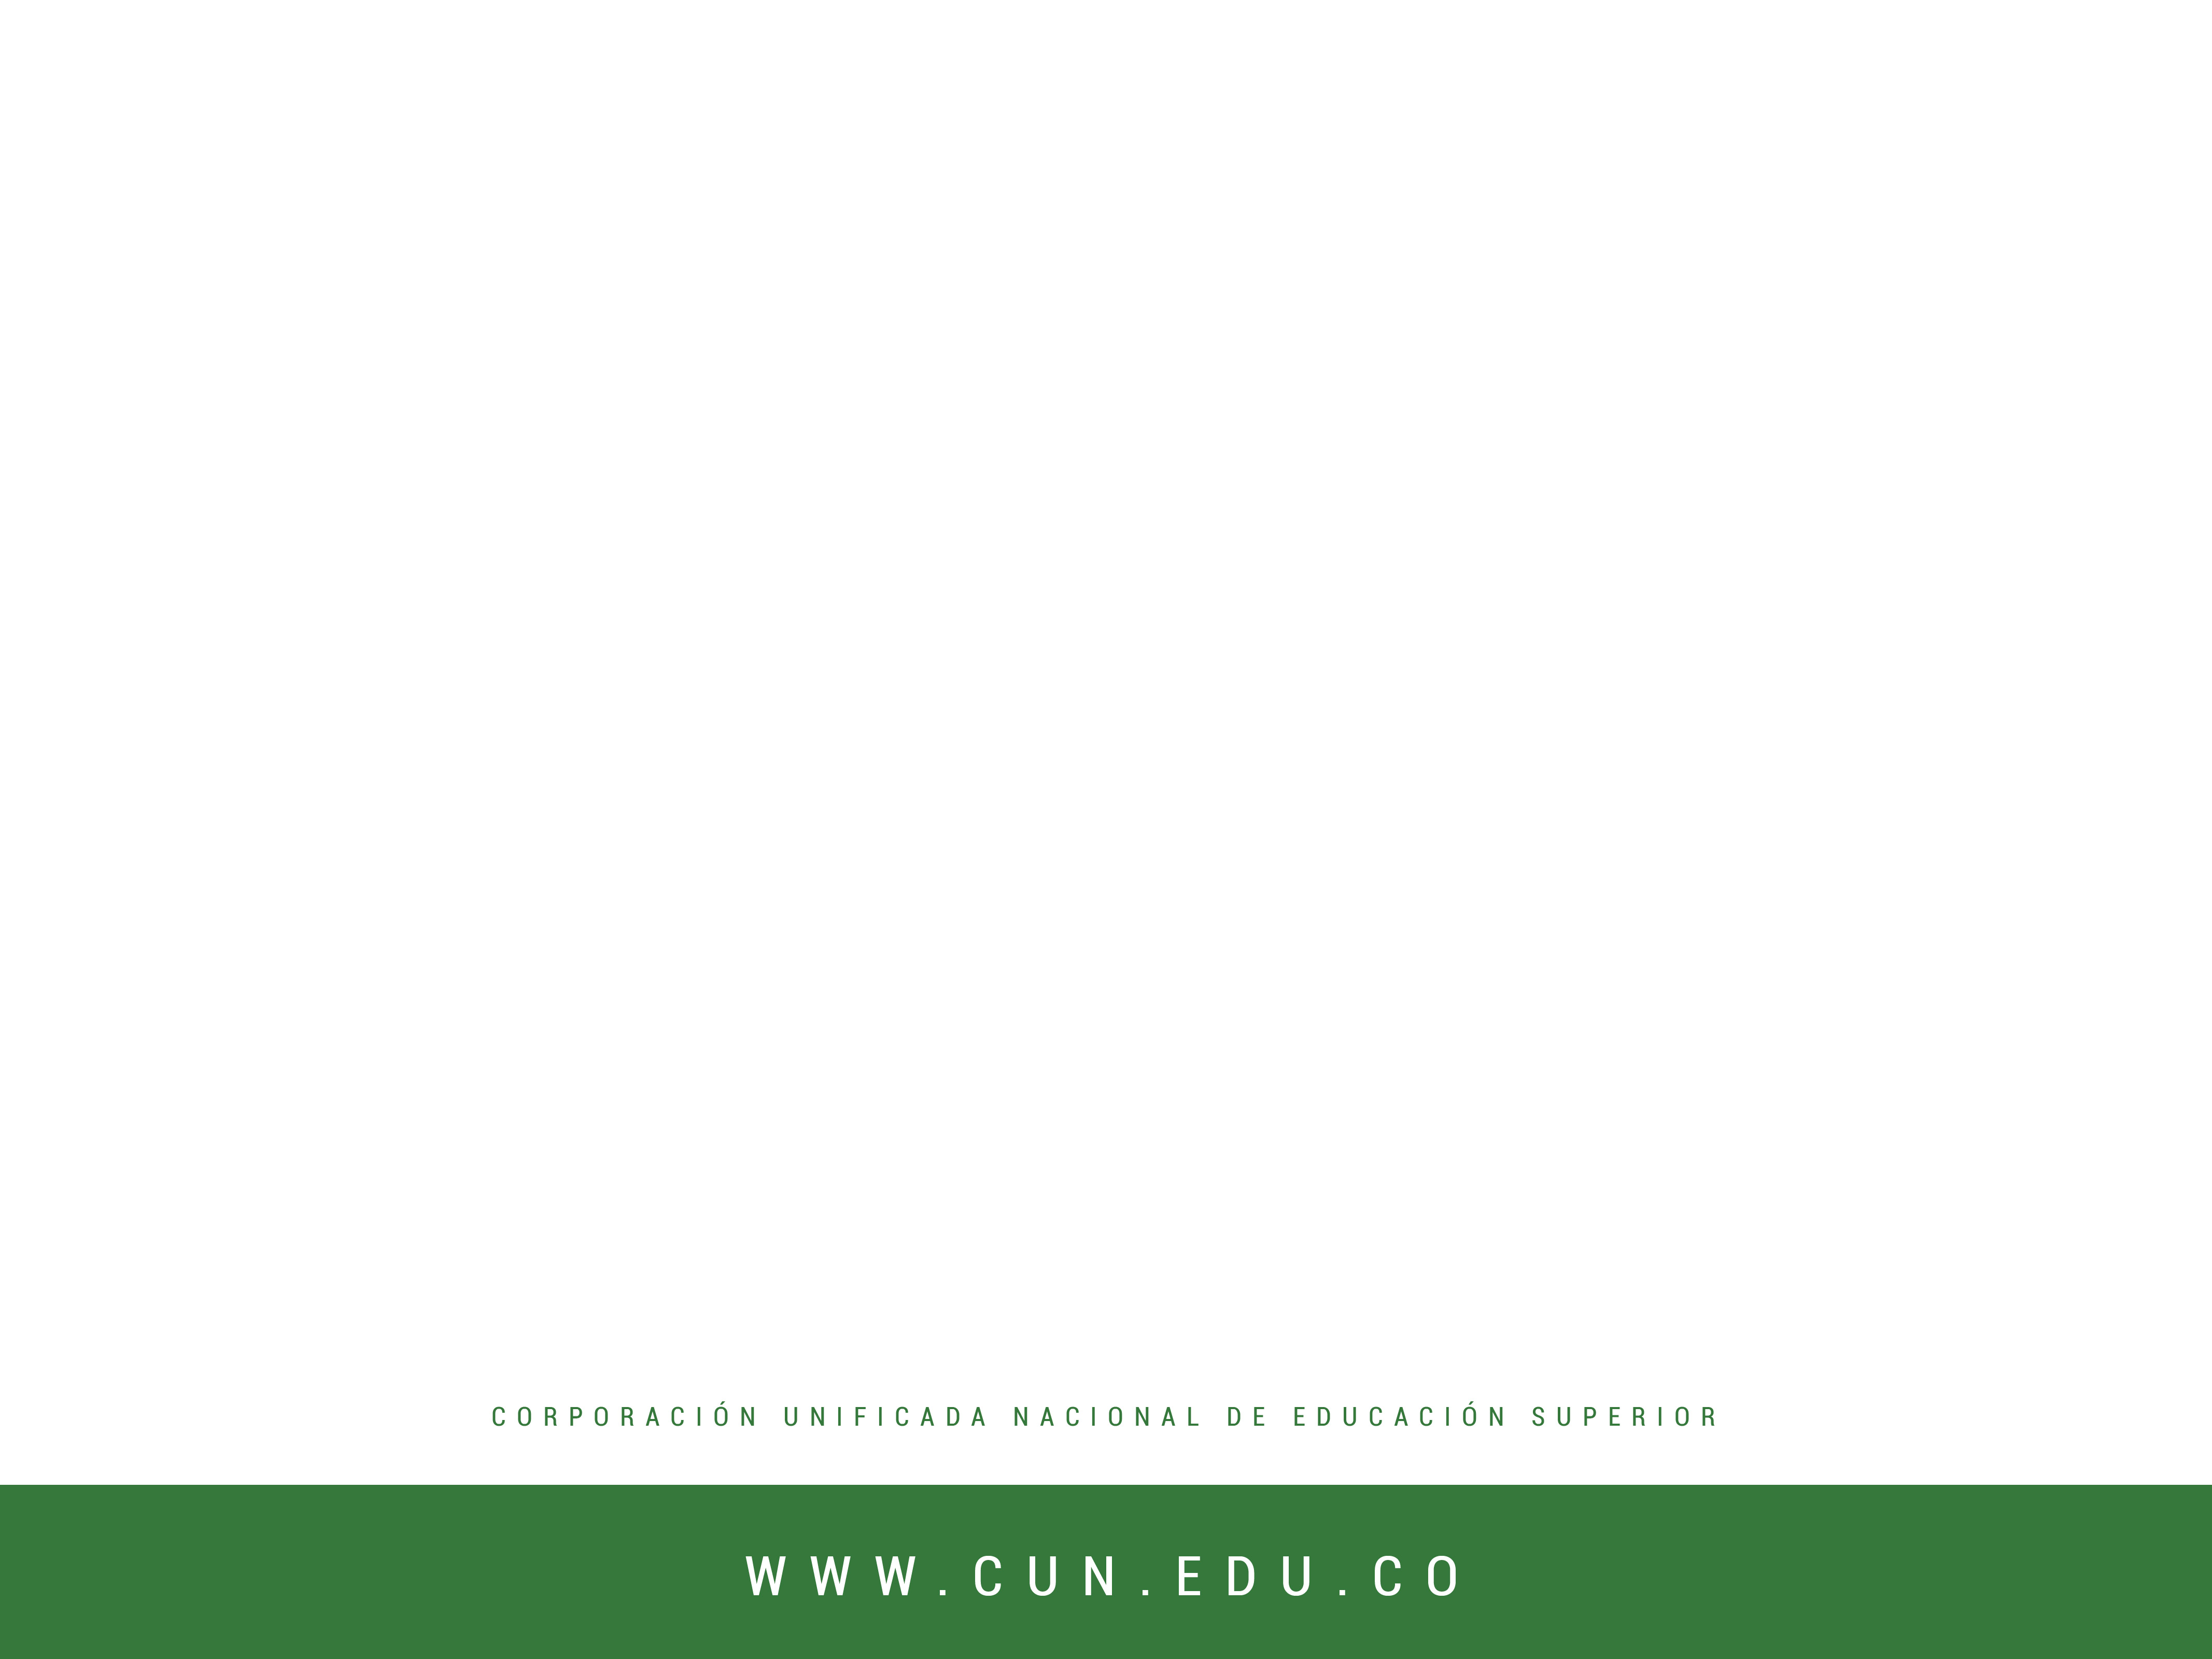 CORPORACIÓN UNIFICADA NACIONAL DE EDUCACIÓN SUPERIOR
WWW.CUN.EDU.CO